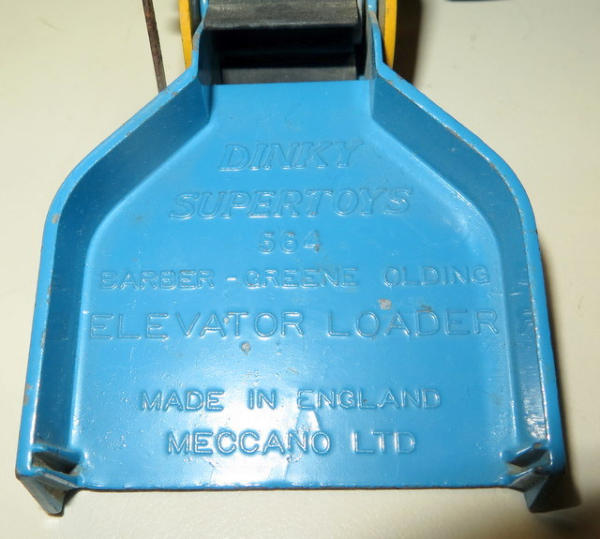 DINKY
SUPERTOYS
564
BARBER-GREENE OLDING
ELEVATOR LOADER
MADE IN ENGLAND
MECCANO LTD